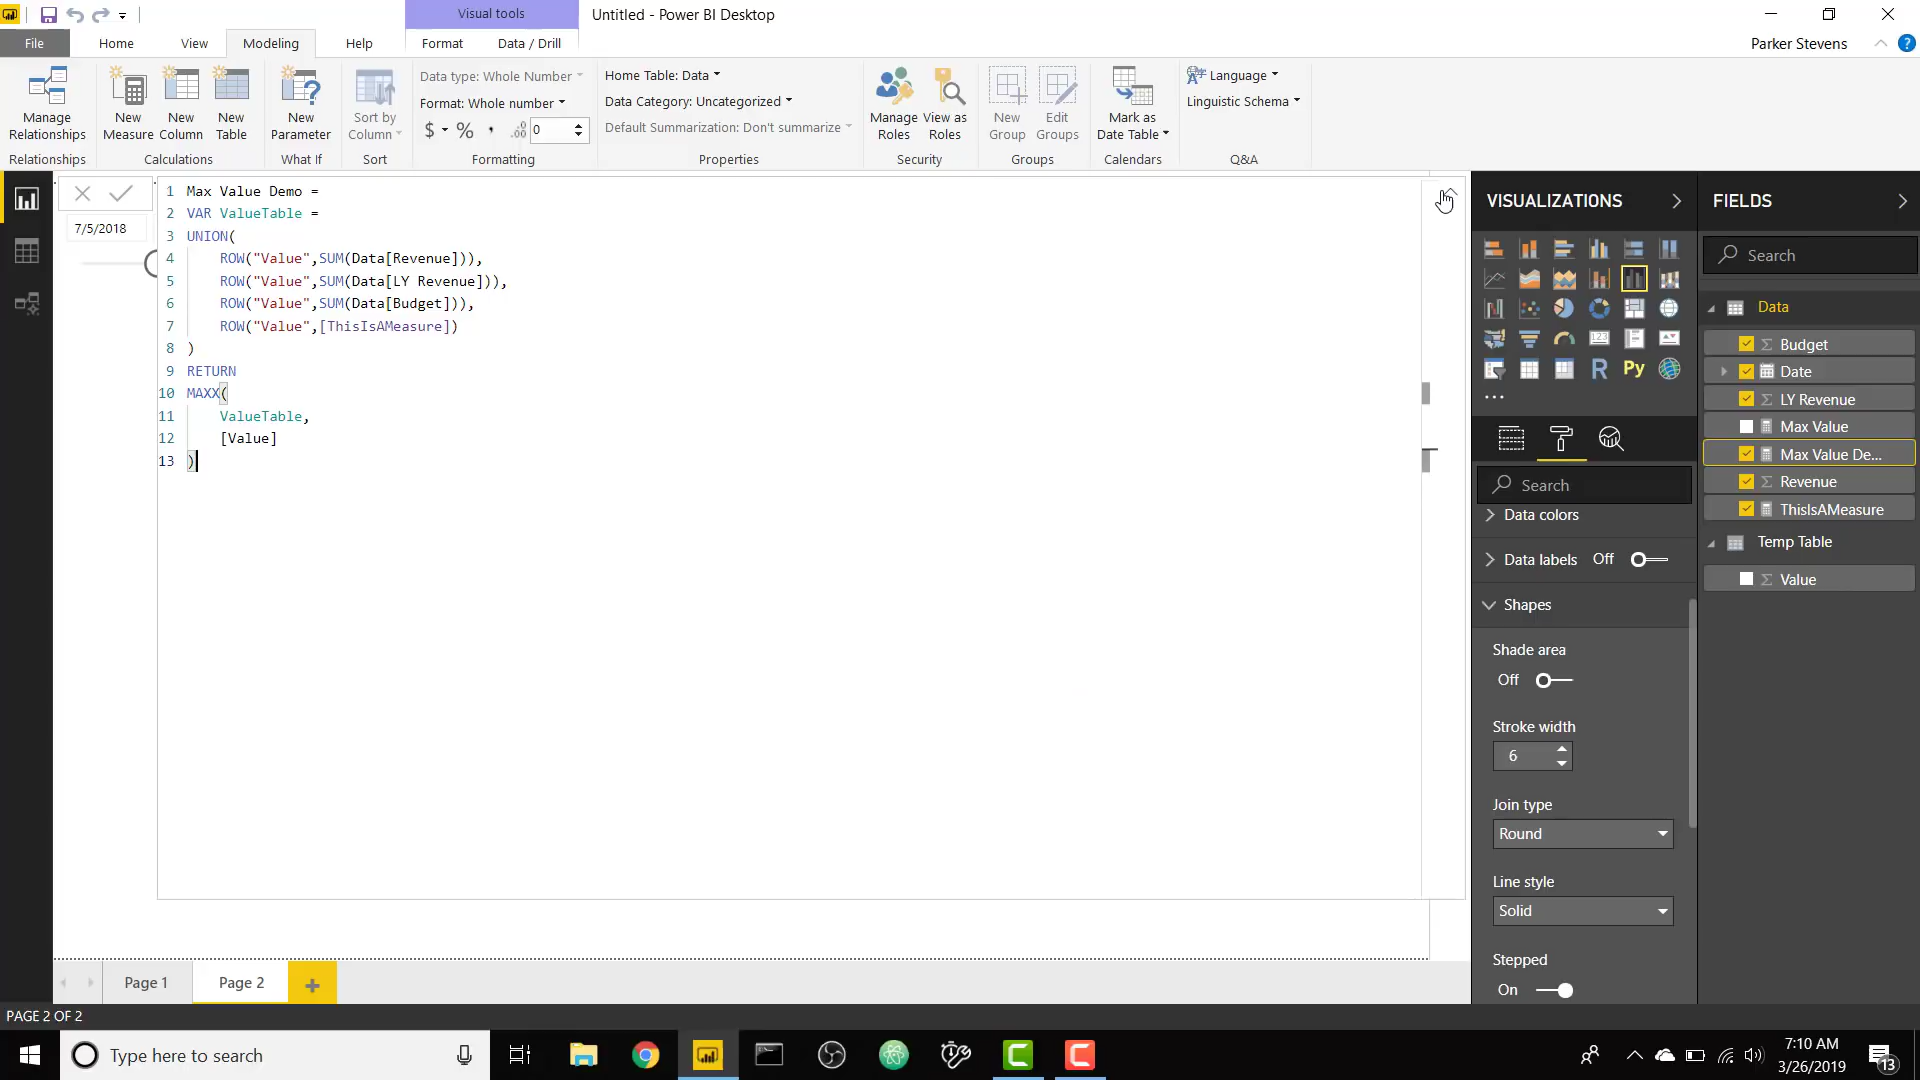 Visual tools
Untitled - Power BI Desktop
File
Home
View
Modeling
Help
Format
Data / Drill
Parker Stevens
Manage
Relationships
New
Measure
New
Column
New
Table
New
Parameter
Sort by
Column
Data type: Whole Number
Format: Whole number
$ % , .00 0
Home Table: Data
Data Category: Uncategorized
Default Summarization: Don't summarize
Manage
Roles
View as
Roles
New
Group
Edit
Groups
Mark as
Date Table
Language
Linguistic Schema
Relationships
Calculations
What If
Sort
Formatting
Properties
Security
Groups
Calendars
Q&A
7/5/2018
1 Max Value Demo =
2 VAR ValueTable =
3 UNION(
4 ROW("Value",SUM(Data[Revenue])),
5 ROW("Value",SUM(Data[LY Revenue])),
6 ROW("Value",SUM(Data[Budget])),
7 ROW("Value",[ThisIsAMeasure])
8 )
9 RETURN
10 MAXX(
11 ValueTable,
12 [Value]
13 )
VISUALIZATIONS
R
Py
Search
Data colors
Data labels Off
Shapes
Shade area
Off
Stroke width
6
Join type
Round
Line style
Solid
Stepped
On
FIELDS
Search
Data
Budget
Date
LY Revenue
Max Value
Max Value De...
Revenue
ThisIsAMeasure
Temp Table
Value
Page 1
Page 2
PAGE 2 OF 2
Type here to search
7:10 AM
3/26/2019
13